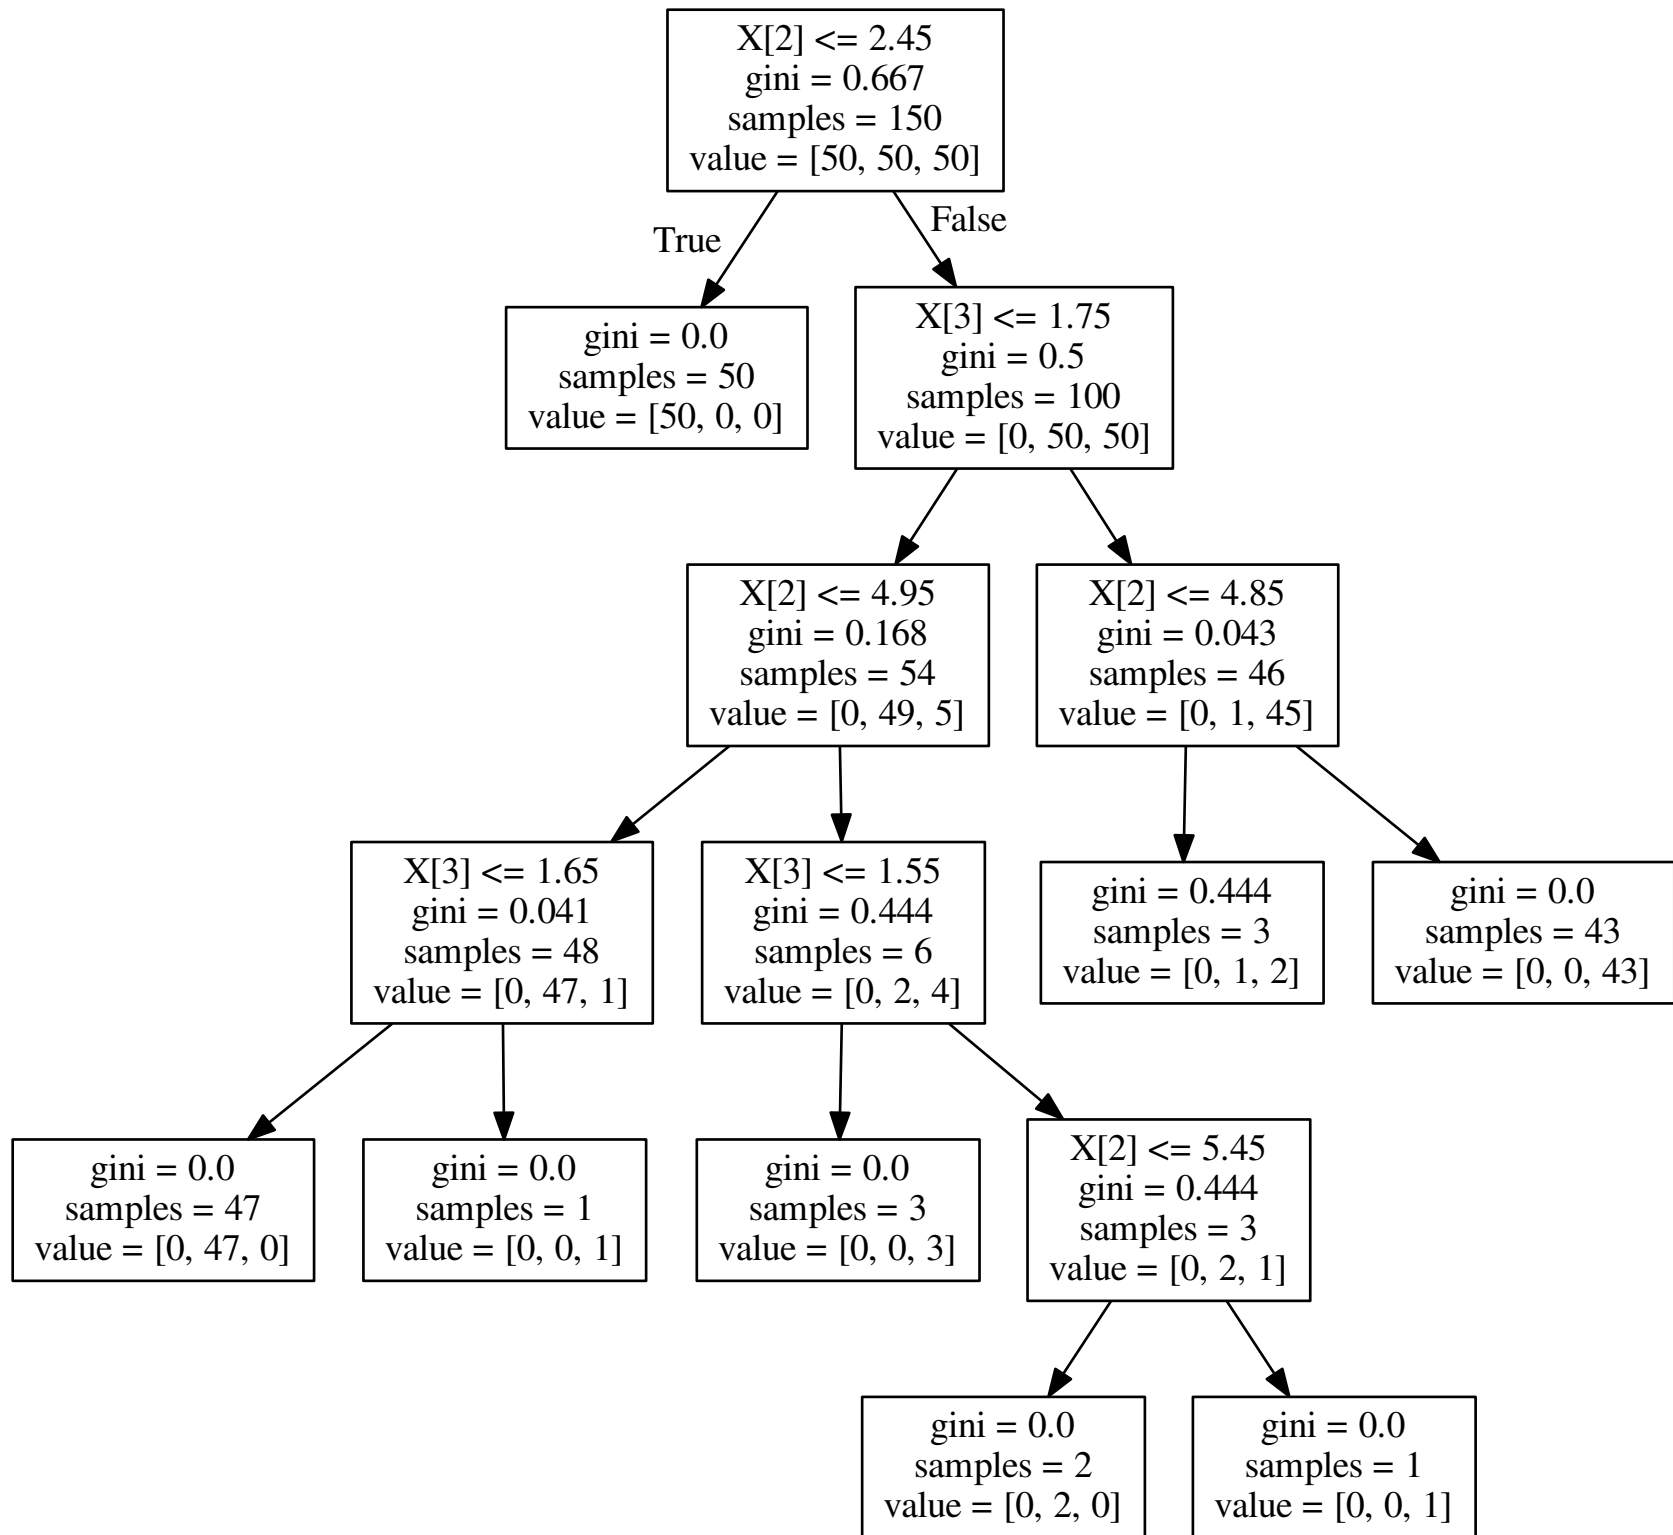 X[2] <= 2.45
gini = 0.667
samples = 150
value = [50, 50, 50]
True
False
gini = 0.0
samples = 50
value = [50, 0, 0]
X[3] <= 1.75
gini = 0.5
samples = 100
value = [0, 50, 50]
X[2] <= 4.95
gini = 0.168
samples = 54
value = [0, 49, 5]
X[2] <= 4.85
gini = 0.043
samples = 46
value = [0, 1, 45]
X[3] <= 1.65
gini = 0.041
samples = 48
value = [0, 47, 1]
X[3] <= 1.55
gini = 0.444
samples = 6
value = [0, 2, 4]
gini = 0.444
samples = 3
value = [0, 1, 2]
gini = 0.0
samples = 43
value = [0, 0, 43]
gini = 0.0
samples = 47
value = [0, 47, 0]
gini = 0.0
samples = 1
value = [0, 0, 1]
gini = 0.0
samples = 3
value = [0, 0, 3]
X[2] <= 5.45
gini = 0.444
samples = 3
value = [0, 2, 1]
gini = 0.0
samples = 2
value = [0, 2, 0]
gini = 0.0
samples = 1
value = [0, 0, 1]